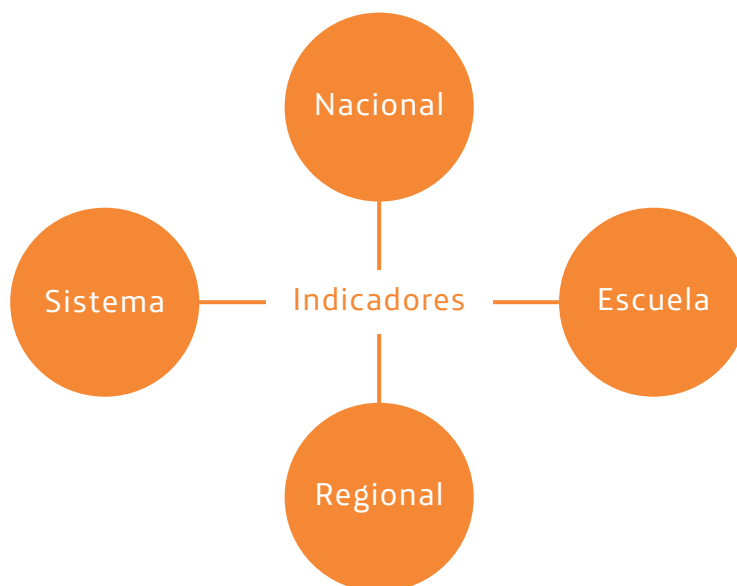 Nacional
Sistema
Indicadores
Escuela
Regional